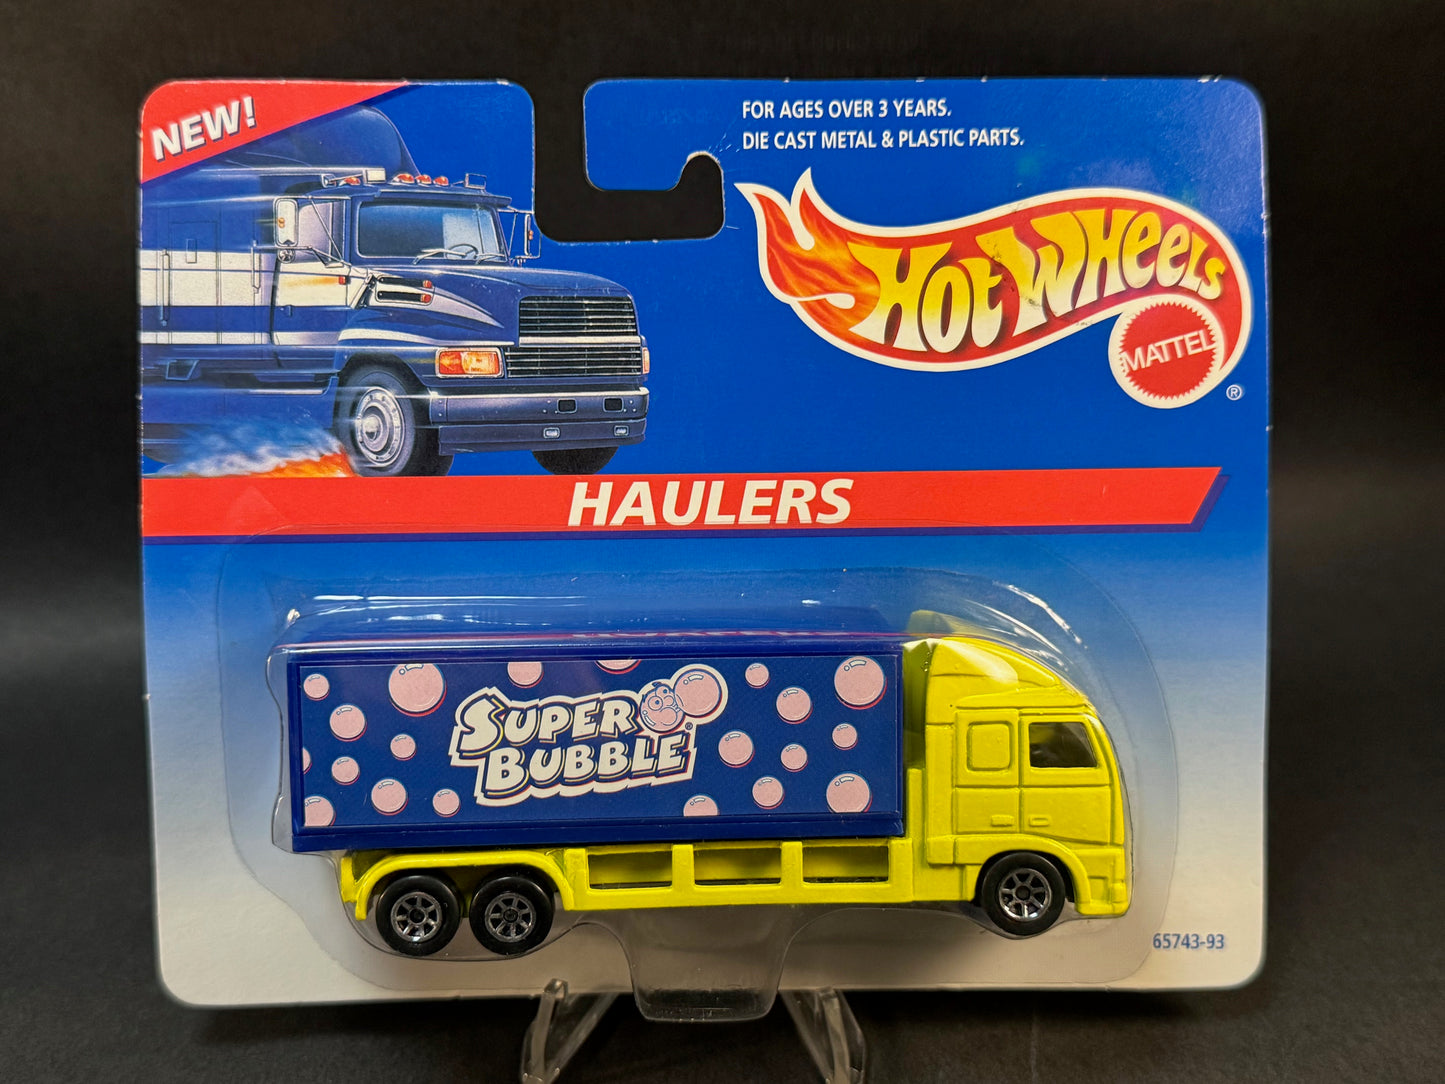 NEW!
FOR AGES OVER 3 YEARS.
DIE CAST METAL & PLASTIC PARTS.
HOT WHEELS
MATTEL
®
HAULERS
SUPER
BUBBLE®
65743-93